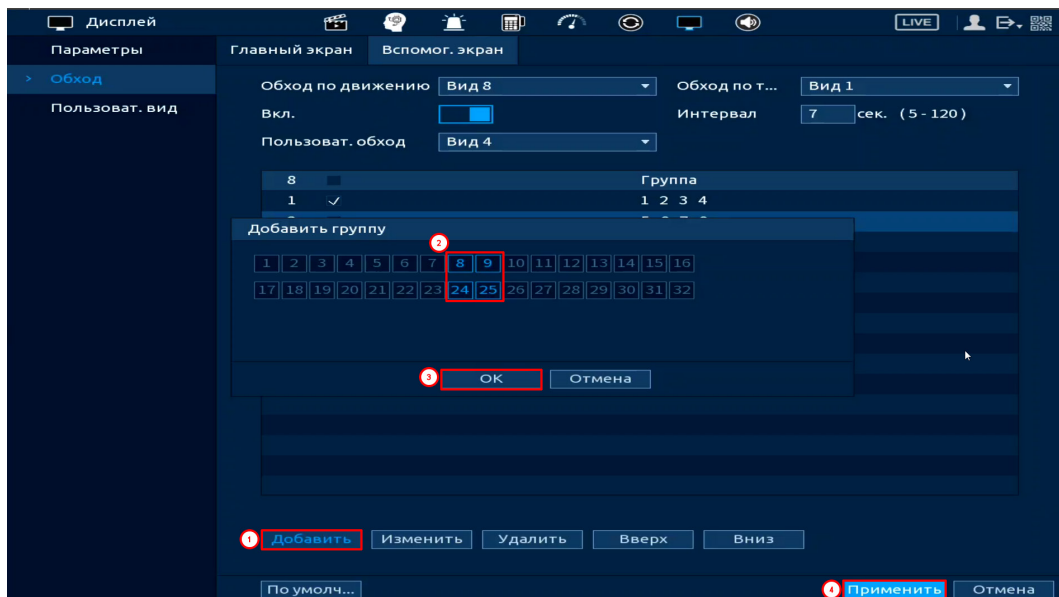 Дисплей LIVE
Параметры
Обход
Пользоват. вид
Главный экран Вспомог. экран
Обход по движению Вид 8 Обход по т... Вид 1
Вкл. Интервал 7 сек. (5-120)
Пользоват. обход Вид 4
8 Группа
1 1 2 3 4
Добавить группу
2
1 2 3 4 5 6 7 8 9 10 11 12 13 14 15 16
17 18 19 20 21 22 23 24 25 26 27 28 29 30 31 32
3 OK Отмена
1 Добавить Изменить Удалить Вверх Вниз
По умолч... 4 Применить Отмена